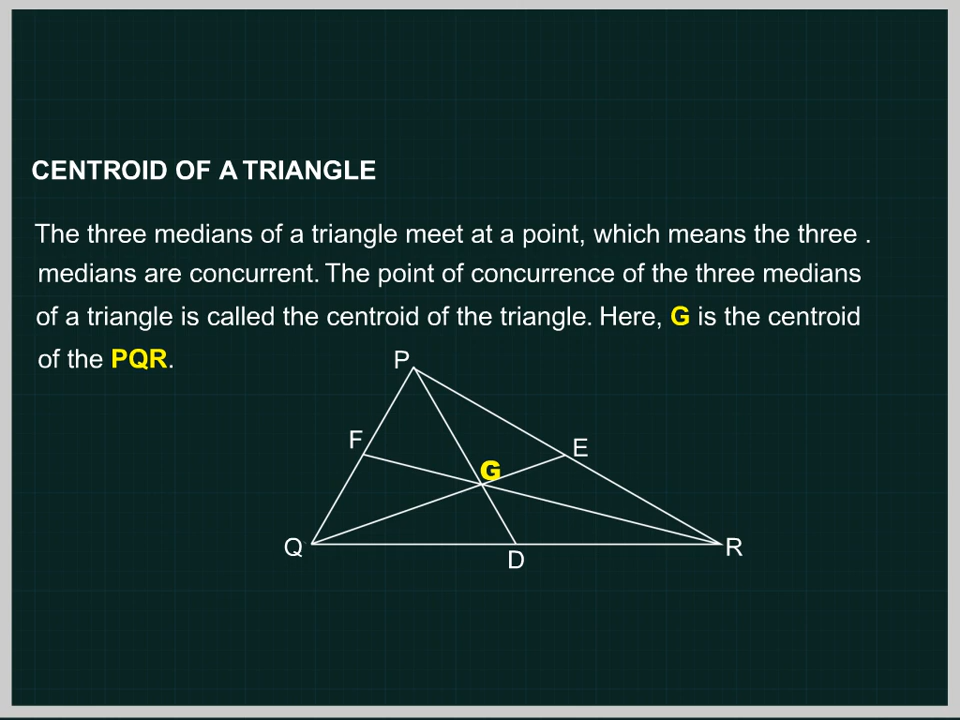 CENTROID OF A TRIANGLE
The three medians of a triangle meet at a point, which means the three .
medians are concurrent. The point of concurrence of the three medians
of a triangle is called the centroid of the triangle. Here, G is the centroid
of the PQR.
P
F
E
G
Q
R
D